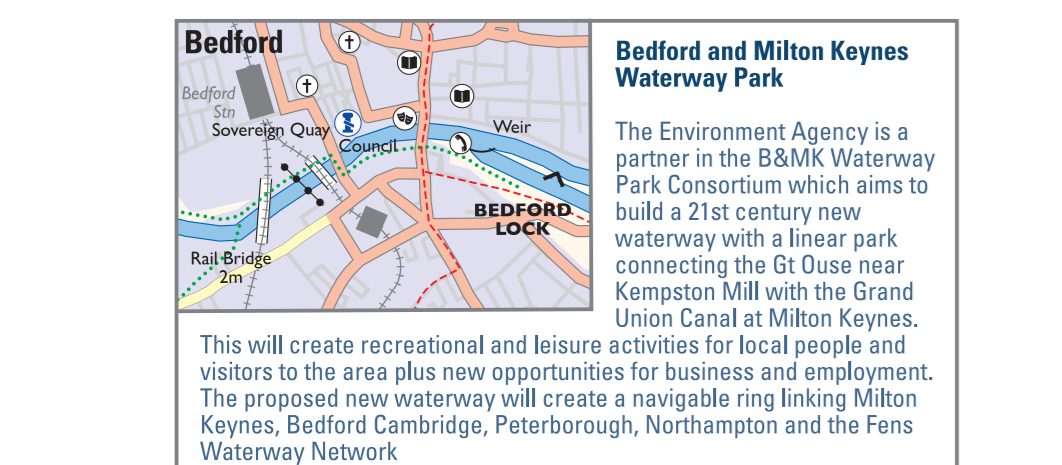 Bedford
Bedford
Stn
Sovereign Quay
Council
Weir
BEDFORD
LOCK
Rail Bridge
2m
Bedford and Milton Keynes
Waterway Park
The Environment Agency is a
partner in the B&MK Waterway
Park Consortium which aims to
build a 21st century new
waterway with a linear park
connecting the Gt Ouse near
Kempston Mill with the Grand
Union Canal at Milton Keynes.
This will create recreational and leisure activities for local people and
visitors to the area plus new opportunities for business and employment.
The proposed new waterway will create a navigable ring linking Milton
Keynes, Bedford Cambridge, Peterborough, Northampton and the Fens
Waterway Network